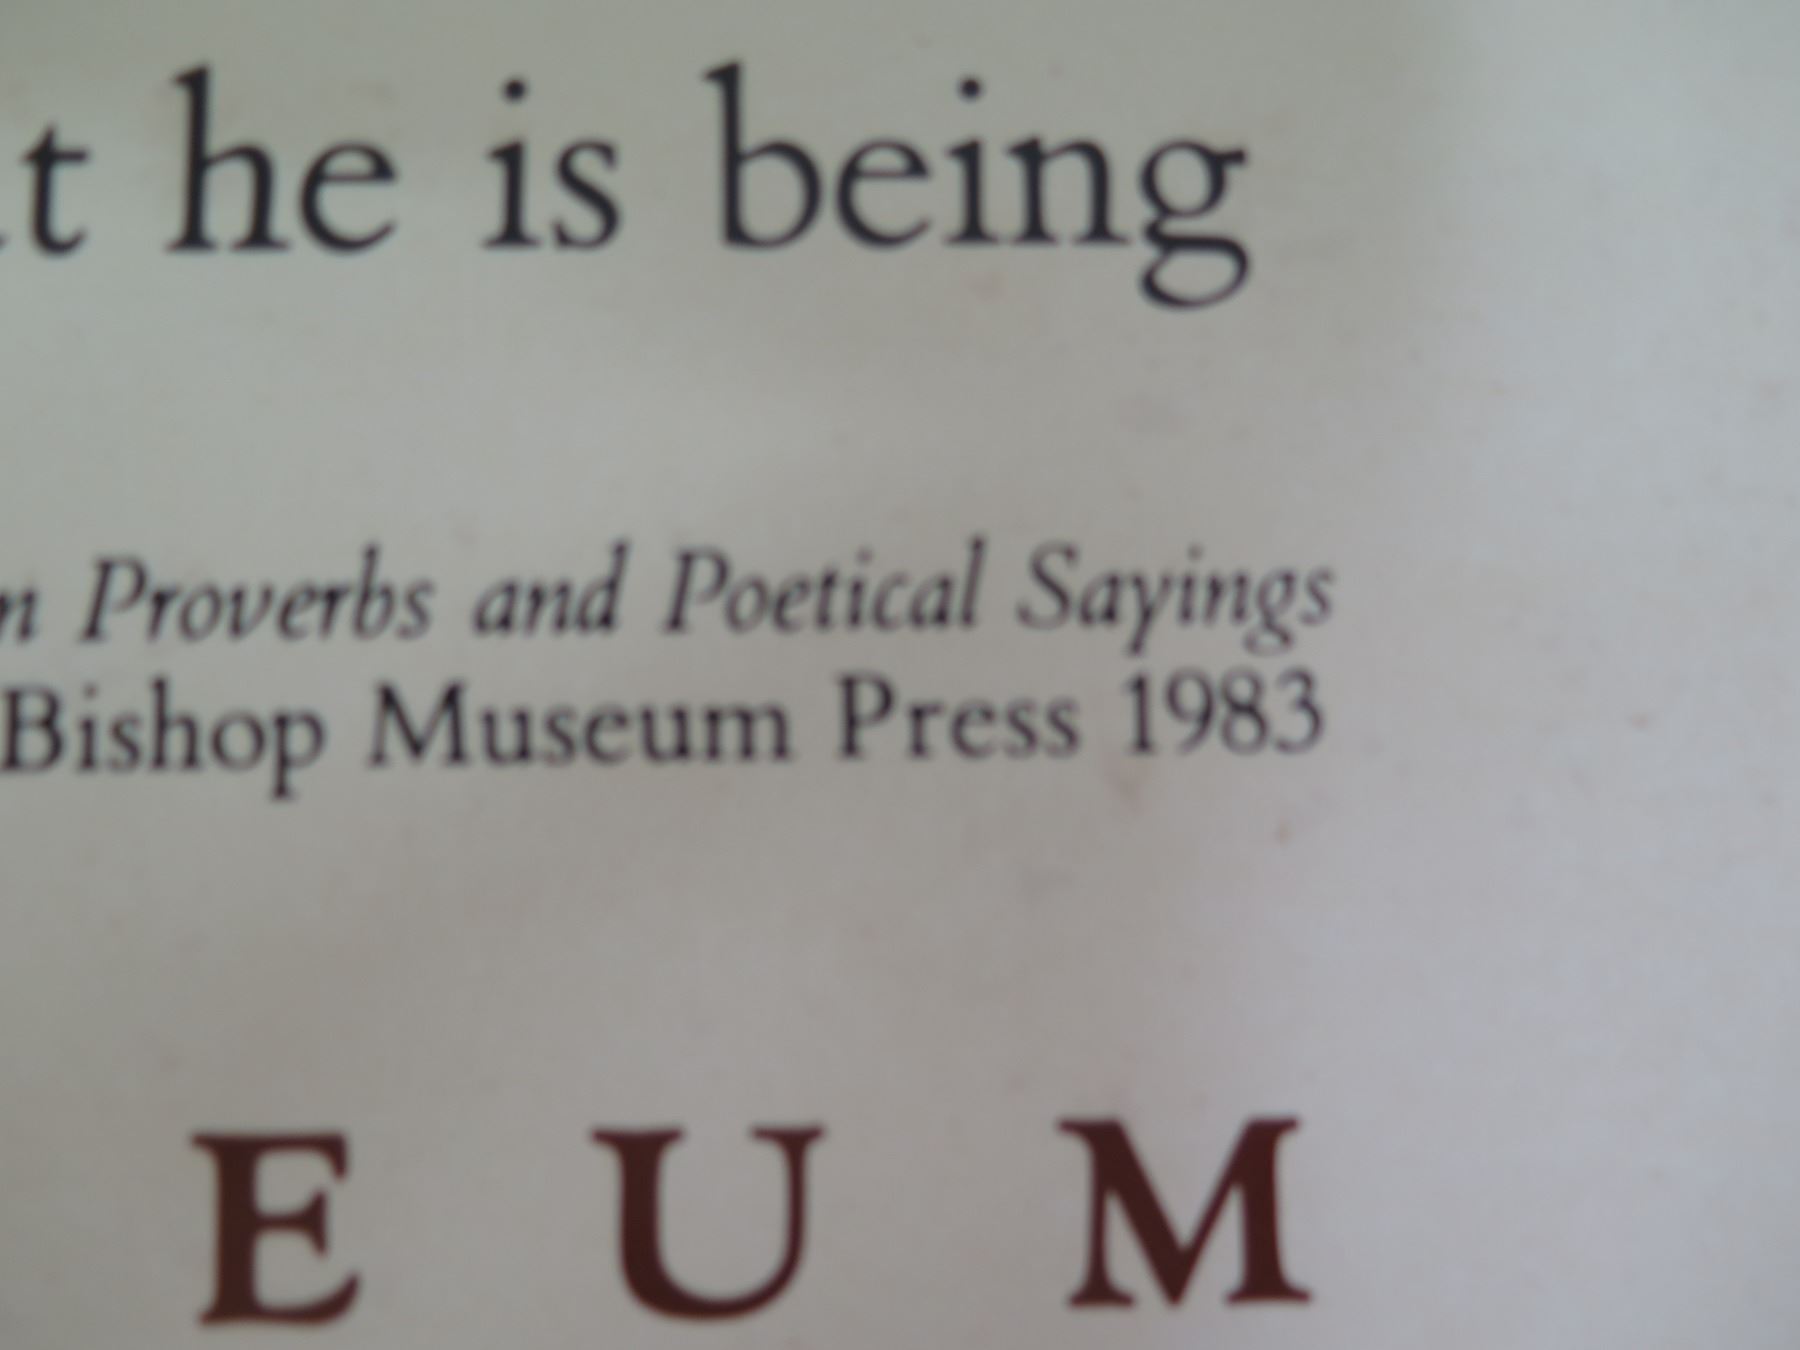 t he is being
n Proverbs and Poetical Sayings
Bishop Museum Press 1983
E U M